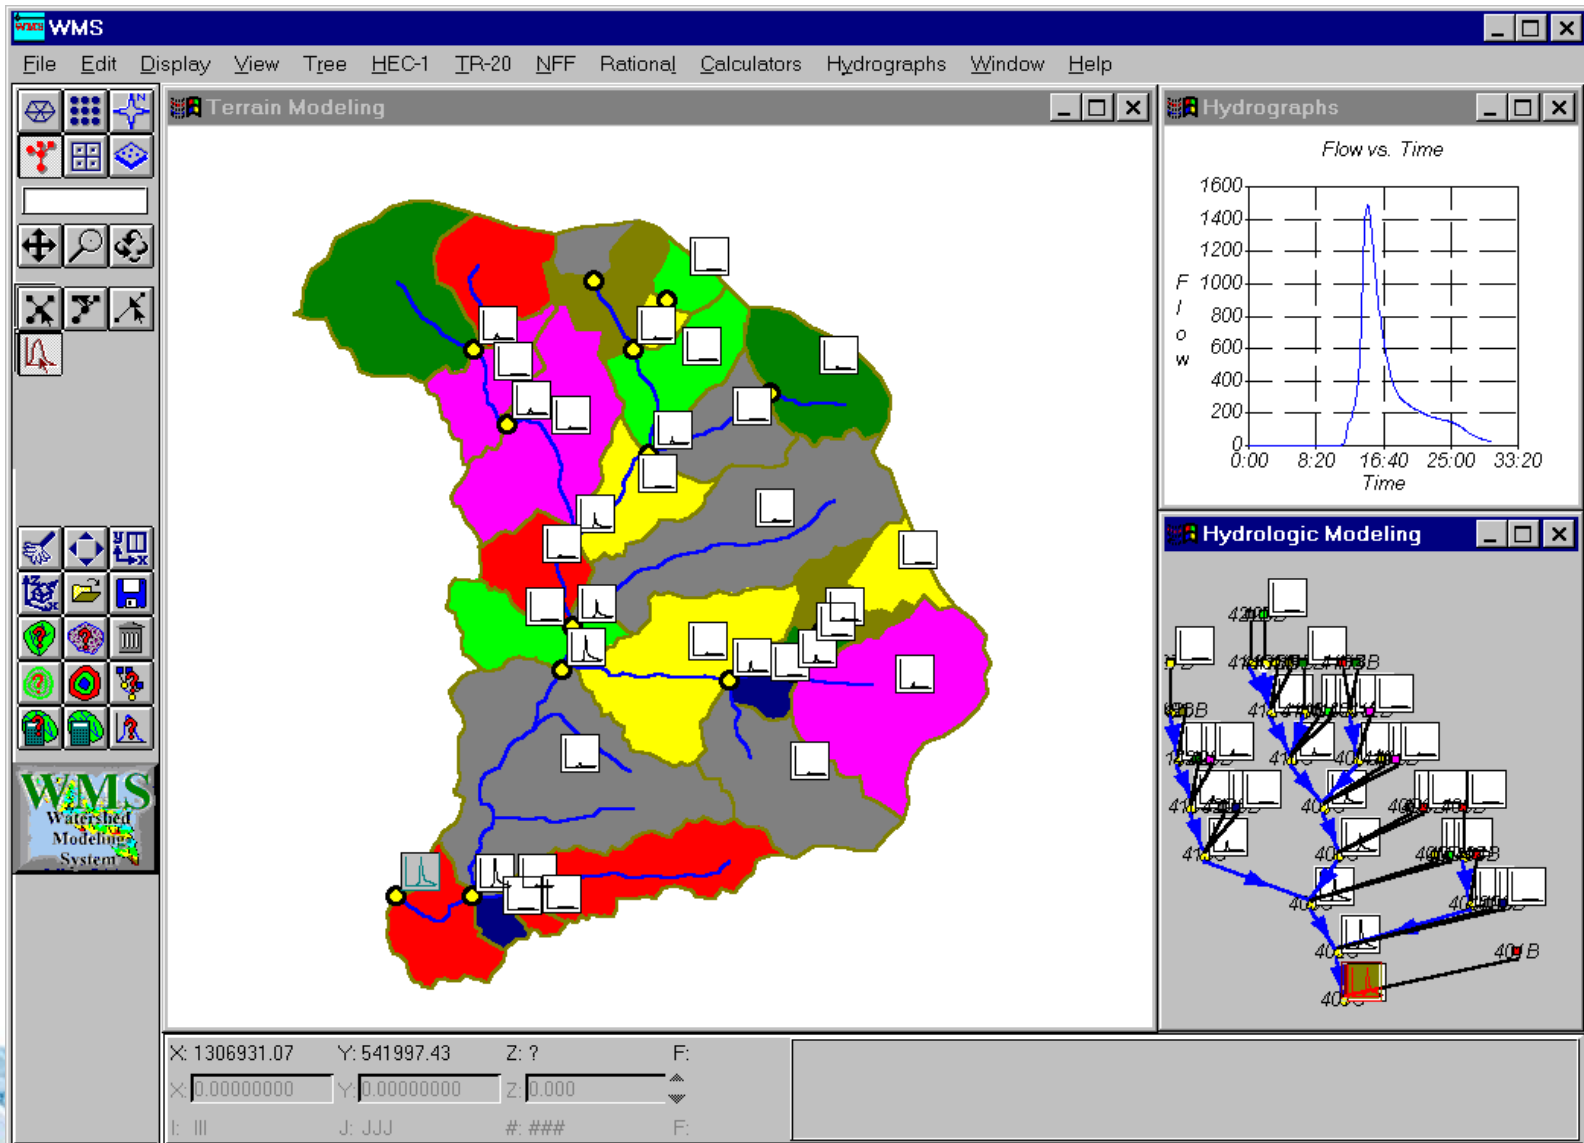 WMS
File Edit Display View Tree HEC-1 TR-20 NFF Rational Calculators Hydrographs Window Help
Terrain Modeling
Hydrographs
Flow vs. Time
1600
1400
1200
1000
800
600
400
200
0
Flow
0:00 8:20 16:40 25:00 33:20
Time
Hydrologic Modeling
401B
WMS
Watershed
Modeling
System
X: 1306931.07 Y: 541997.43 Z: ? F:
X: 0.00000000 Y: 0.00000000 Z: 0.000
I: III J: JJJ #: ### F: